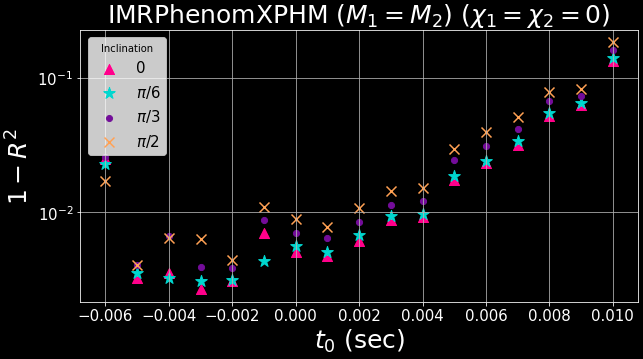 IMRPhenomXPHM (M₁ = M₂) (χ₁ = χ₂ = 0)
Inclination
0
π/6
π/3
π/2
1 − R²
10⁻¹
10⁻²
−0.006 −0.004 −0.002 0.000 0.002 0.004 0.006 0.008 0.010
t₀ (sec)